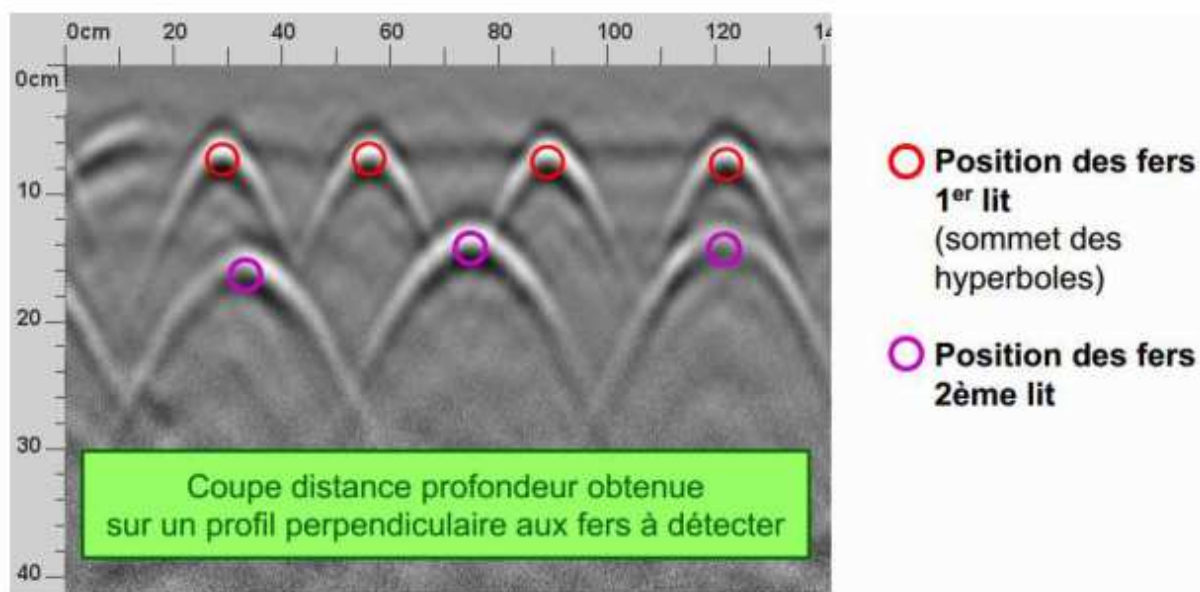 0cm 20 40 60 80 100 120 14
0cm
10
20
30
40
Position des fers
1er lit
(sommet des
hyperboles)
Position des fers
2ème lit
Coupe distance profondeur obtenue
sur un profil perpendiculaire aux fers à détecter